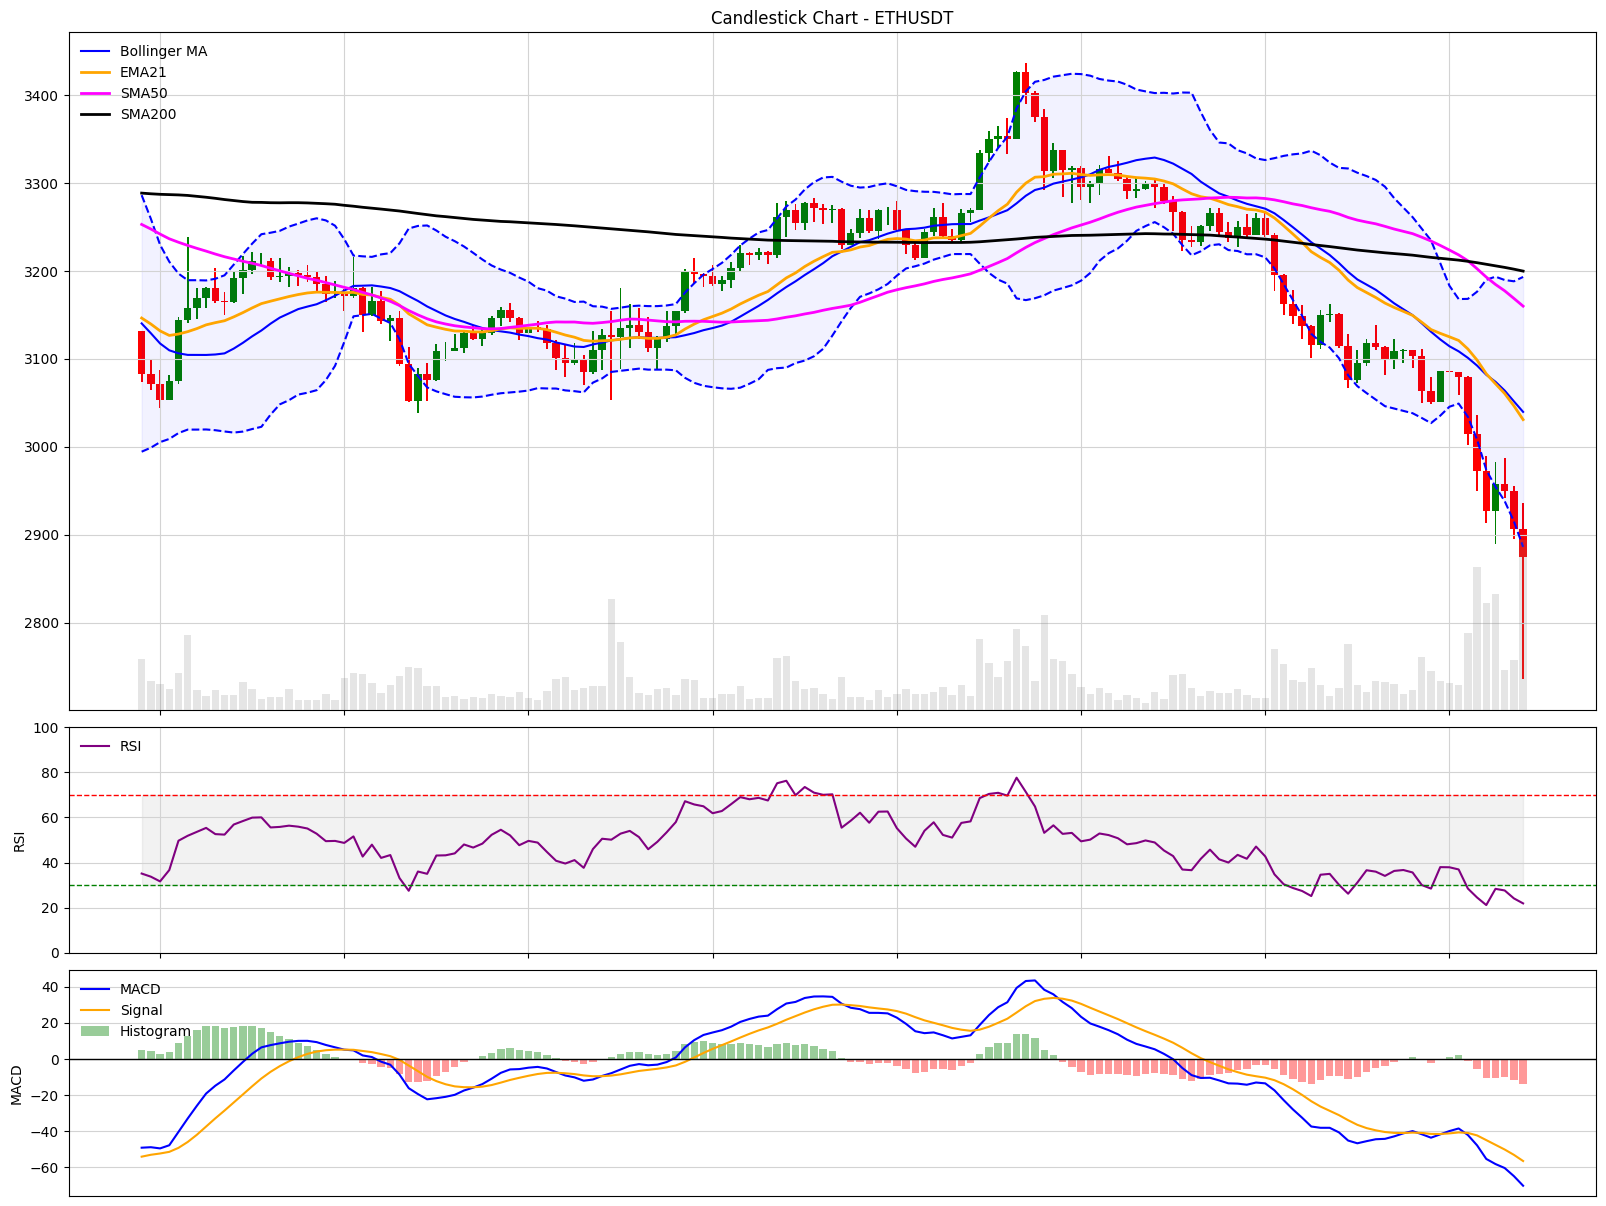 Candlestick Chart - ETHUSDT
Bollinger MA
EMA21
SMA50
SMA200
3400
3300
3200
3100
3000
2900
2800
RSI
100
80
60
40
20
0
RSI
MACD
Signal
Histogram
40
20
0
−20
−40
−60
MACD